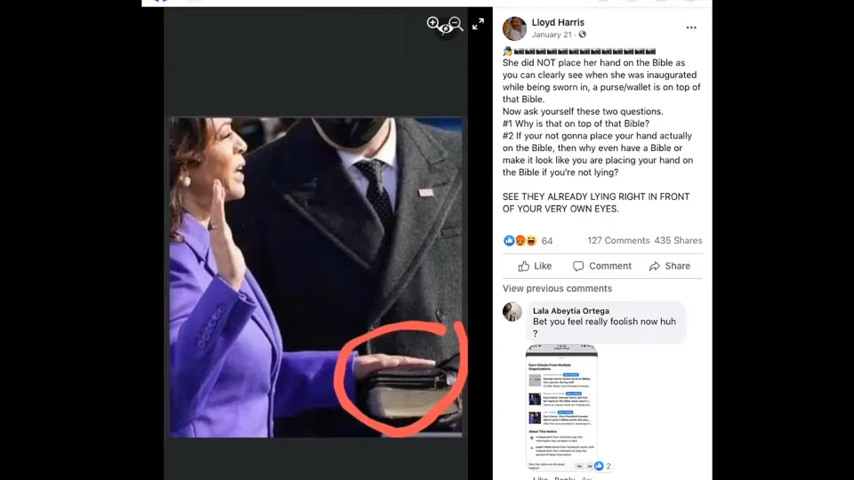 Lloyd Harris
January 21
She did NOT place her hand on the Bible as
you can clearly see when she was inaugurated
while being sworn in, a purse/wallet is on top of
that Bible.
Now ask yourself these two questions.
#1 Why is that on top of that Bible?
#2 If your not gonna place your hand actually
on the Bible, then why even have a Bible or
make it look like you are placing your hand on
the Bible if you're not lying?
SEE THEY ALREADY LYING RIGHT IN FRONT
OF YOUR VERY OWN EYES.
64 127 Comments 435 Shares
Like Comment Share
View previous comments
Lala Abeytia Ortega
Bet you feel really foolish now huh
?
Fact Checks From Multiple
Organizations
About This Notice
2